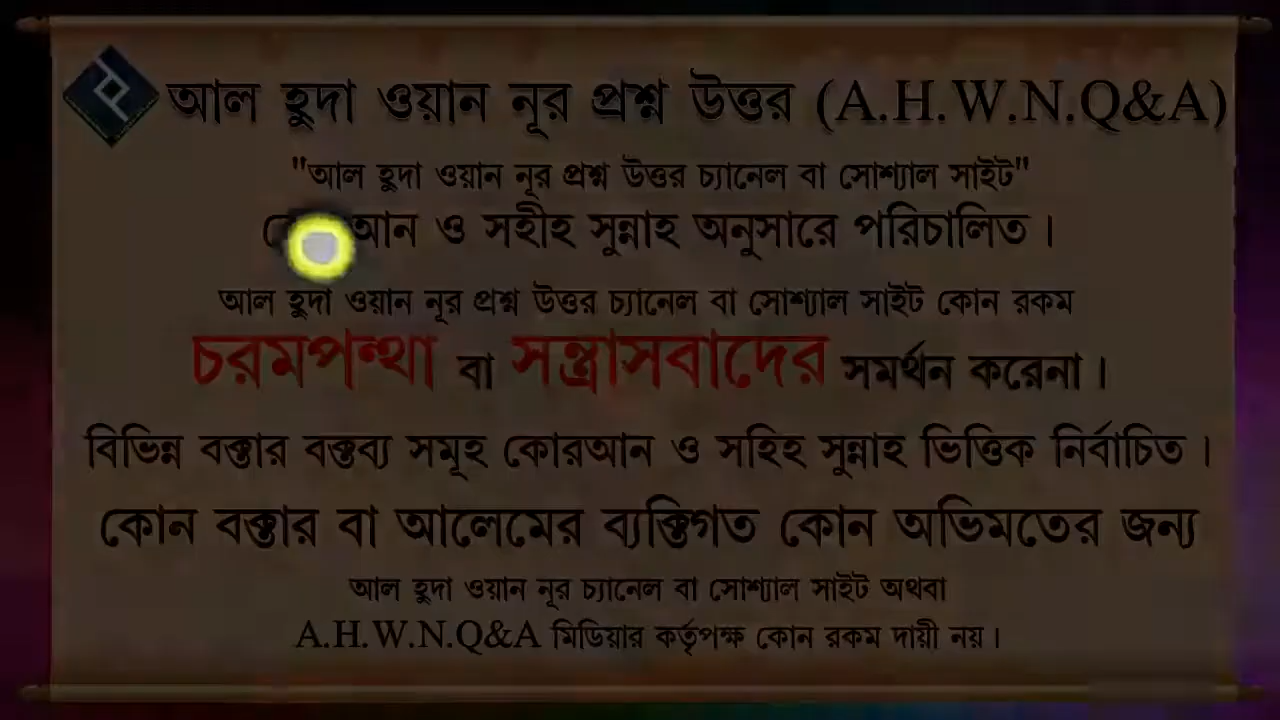 আল হুদা ওয়ান নূর প্রশ্ন উত্তর (A.H.W.N.Q&A)
"আল হুদা ওয়ান নূর প্রশ্ন উত্তর চ্যানেল বা সোশ্যাল সাইট"
ও সহীহ সুন্নাহ অনুসারে পরিচালিত।
আল হুদা ওয়ান নূর প্রশ্ন উত্তর চ্যানেল বা সোশ্যাল সাইট কোন রকম
চরমপন্থা বা সন্ত্রাসবাদের সমর্থন করেনা।
বিভিন্ন বক্তার বক্তব্য সমূহ কোরআন ও সহিহ সুন্নাহ ভিত্তিক নির্বাচিত।
কোন বক্তার বা আলেমের ব্যক্তিগত কোন অভিমতের জন্য
আল হুদা ওয়ান নূর চ্যানেল বা সোশ্যাল সাইট অথবা
A.H.W.N.Q&A মিডিয়ার কর্তৃপক্ষ কোন রকম দায়ী নয়।